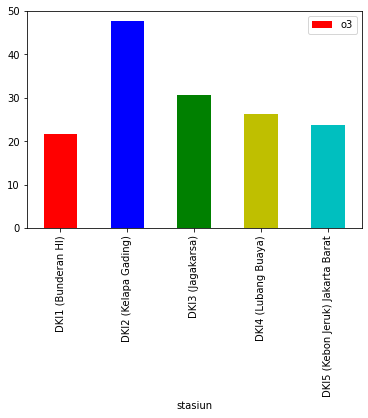 50
40
30
20
10
0
o3
DKI1 (Bunderan HI)
DKI2 (Kelapa Gading)
DKI3 (Jagakarsa)
DKI4 (Lubang Buaya)
DKI5 (Kebon Jeruk) Jakarta Barat
stasiun